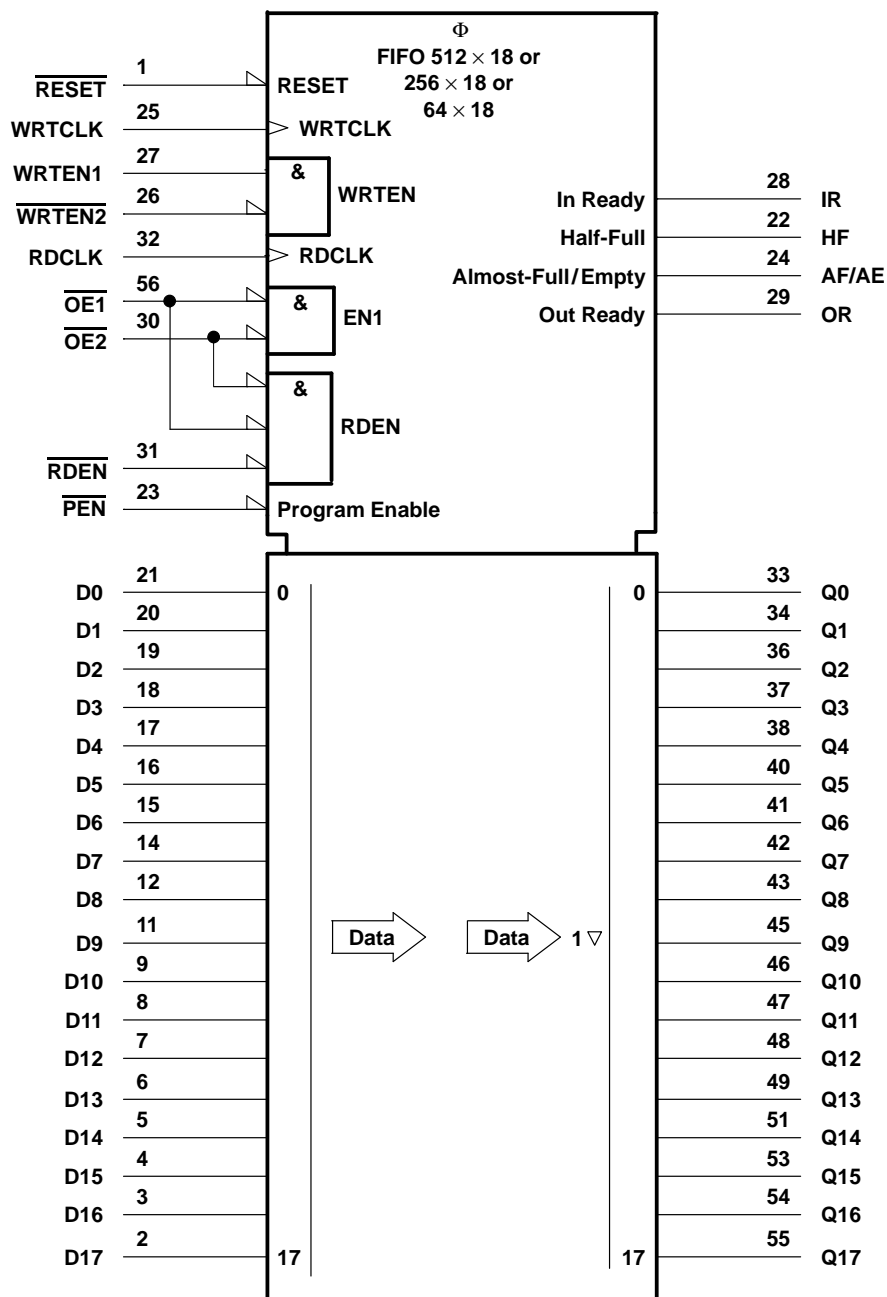 Φ
FIFO 512 × 18 or
256 × 18 or
64 × 18
R̅E̅S̅E̅T̅ 1 RESET
WRTCLK 25 WRTCLK
WRTEN1 27 &
WRTEN
W̅R̅T̅E̅N̅2̅ 26
RDCLK 32 RDCLK
O̅E̅1̅ 56 &
EN1
O̅E̅2̅ 30
&
RDEN
R̅D̅E̅N̅ 31
P̅E̅N̅ 23 Program Enable
In Ready 28 IR
Half-Full 22 HF
Almost-Full/Empty 24 AF/AE
Out Ready 29 OR
D0 21 0
D1 20
D2 19
D3 18
D4 17
D5 16
D6 15
D7 14
D8 12
D9 11
D10 9
D11 8
D12 7
D13 6
D14 5
D15 4
D16 3
D17 2 17
Data Data 1 ▽
0 33 Q0
34 Q1
36 Q2
37 Q3
38 Q4
40 Q5
41 Q6
42 Q7
43 Q8
45 Q9
46 Q10
47 Q11
48 Q12
49 Q13
51 Q14
53 Q15
54 Q16
17 55 Q17